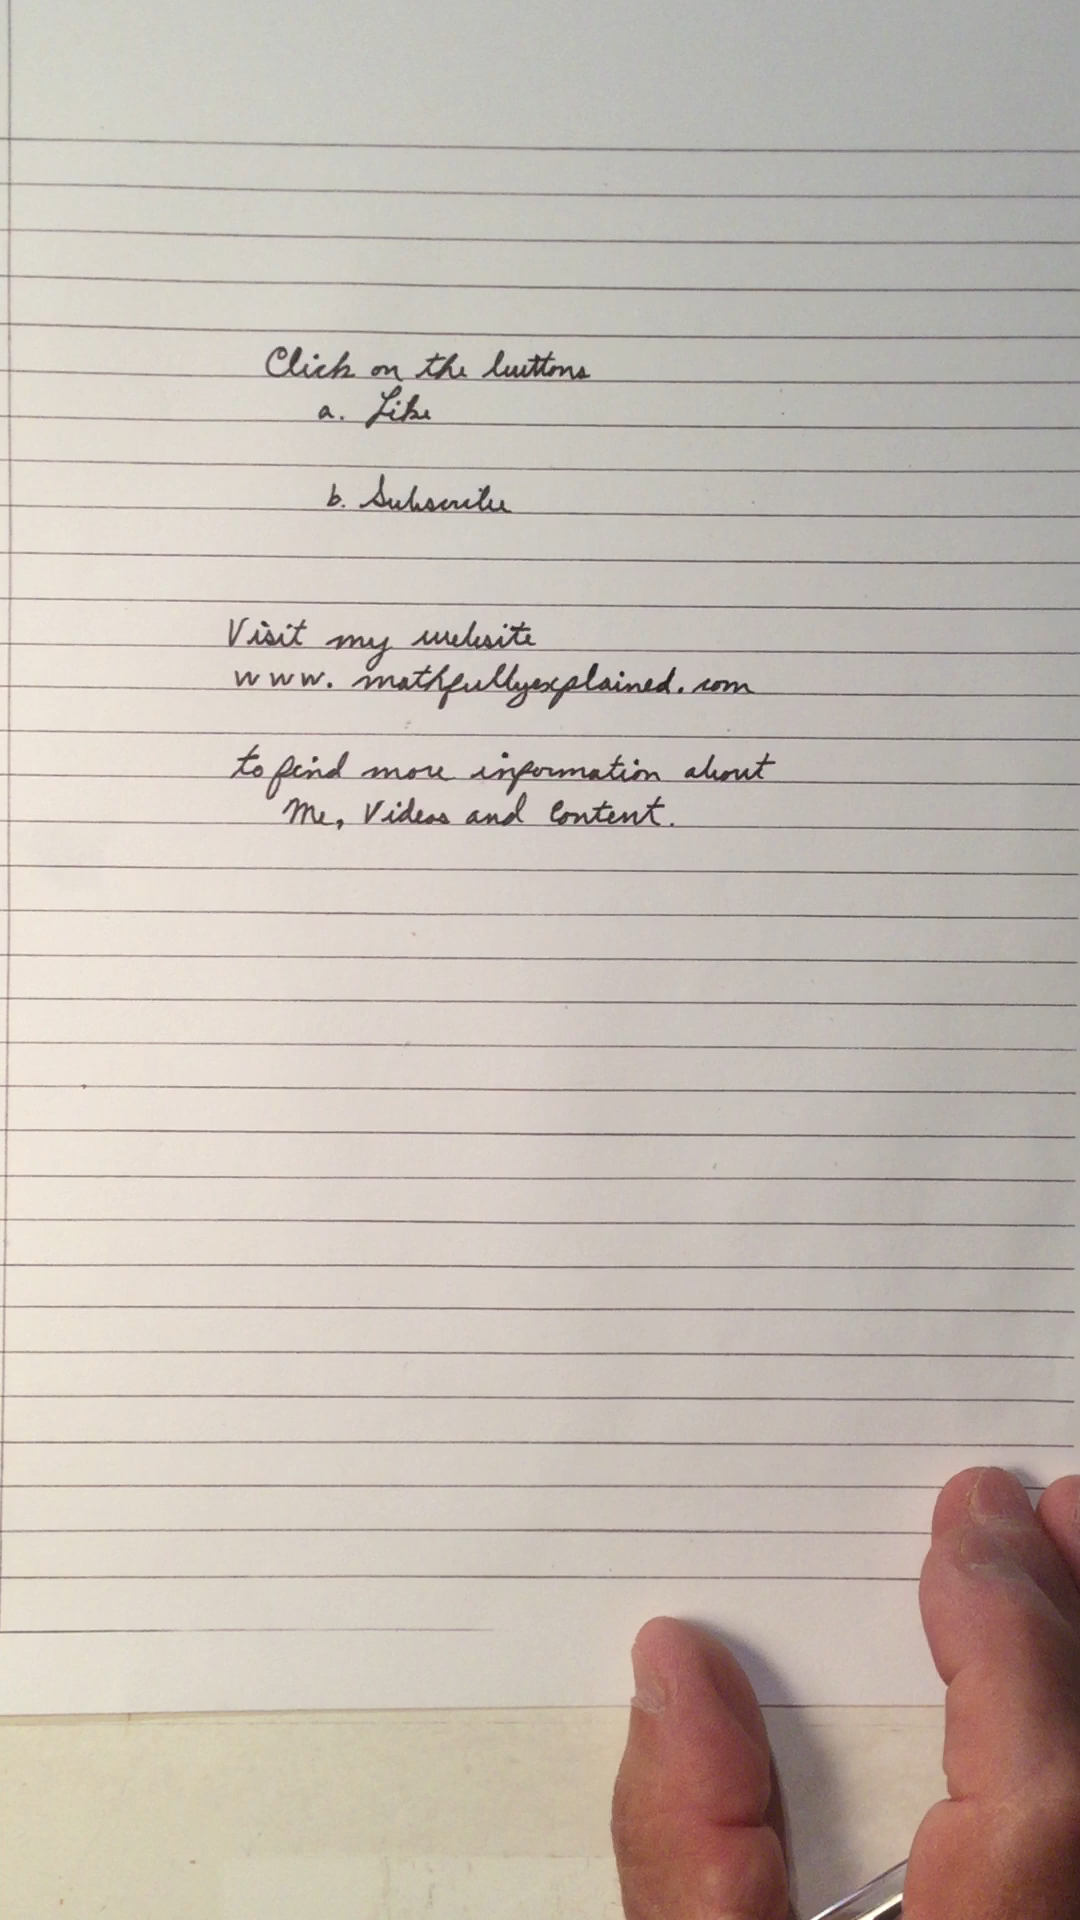 Click on the buttons
a. Like
b. Subscribe
Visit my website
www. mathfullyexplained.com
to find more information about
Me, Videos and Content.